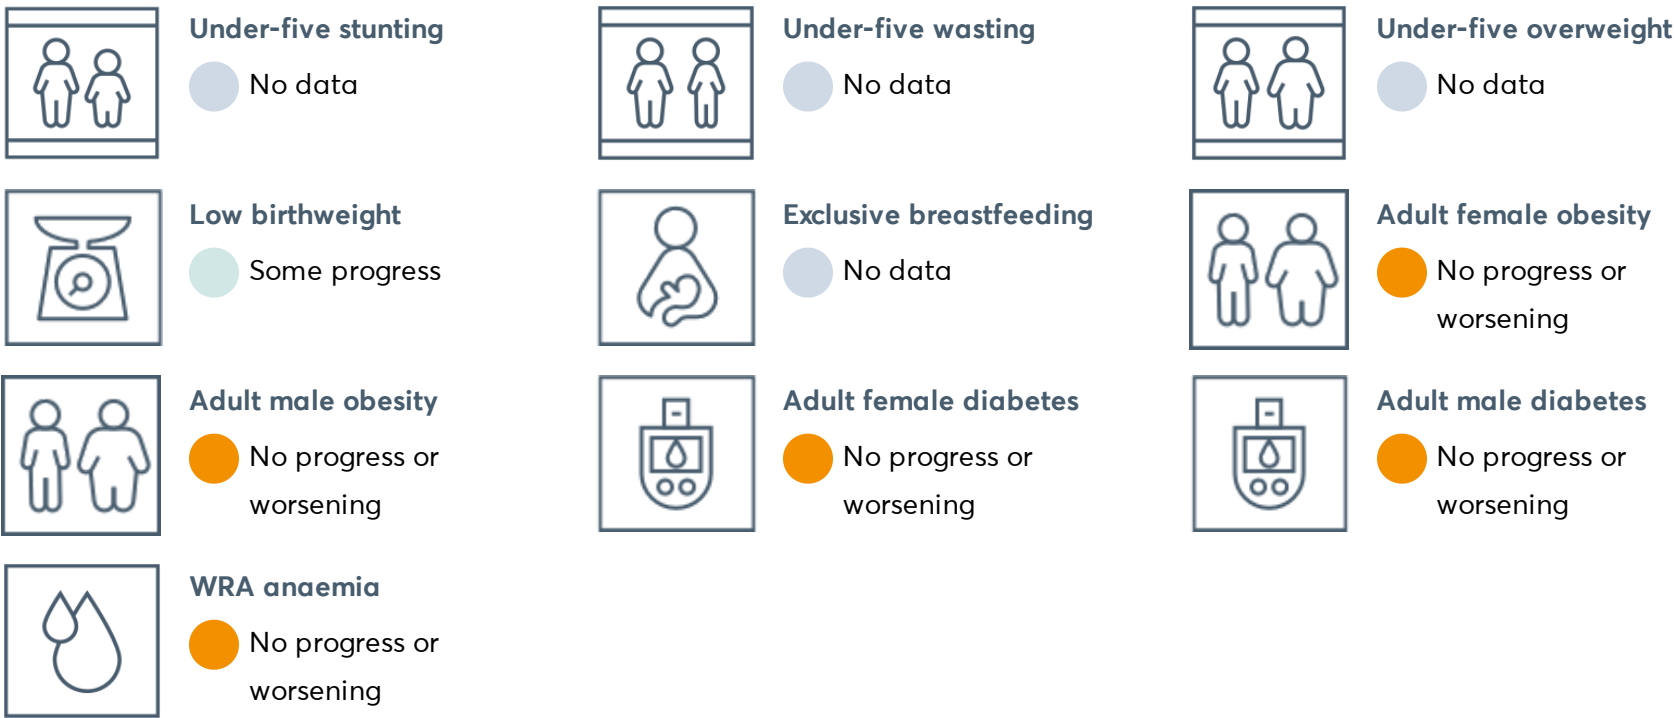 Under-five stunting
No data
Under-five wasting
No data
Under-five overweight
No data
Low birthweight
Some progress
Exclusive breastfeeding
No data
Adult female obesity
No progress or
worsening
Adult male obesity
No progress or
worsening
Adult female diabetes
No progress or
worsening
Adult male diabetes
No progress or
worsening
WRA anaemia
No progress or
worsening